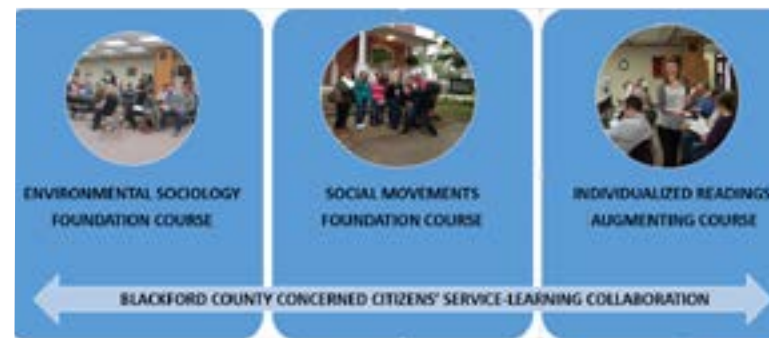 ENVIRONMENTAL SOCIOLOGY
FOUNDATION COURSE
SOCIAL MOVEMENTS
FOUNDATION COURSE
INDIVIDUALIZED READINGS
AUGMENTING COURSE
BLACKFORD COUNTY CONCERNED CITIZENS' SERVICE-LEARNING COLLABORATION